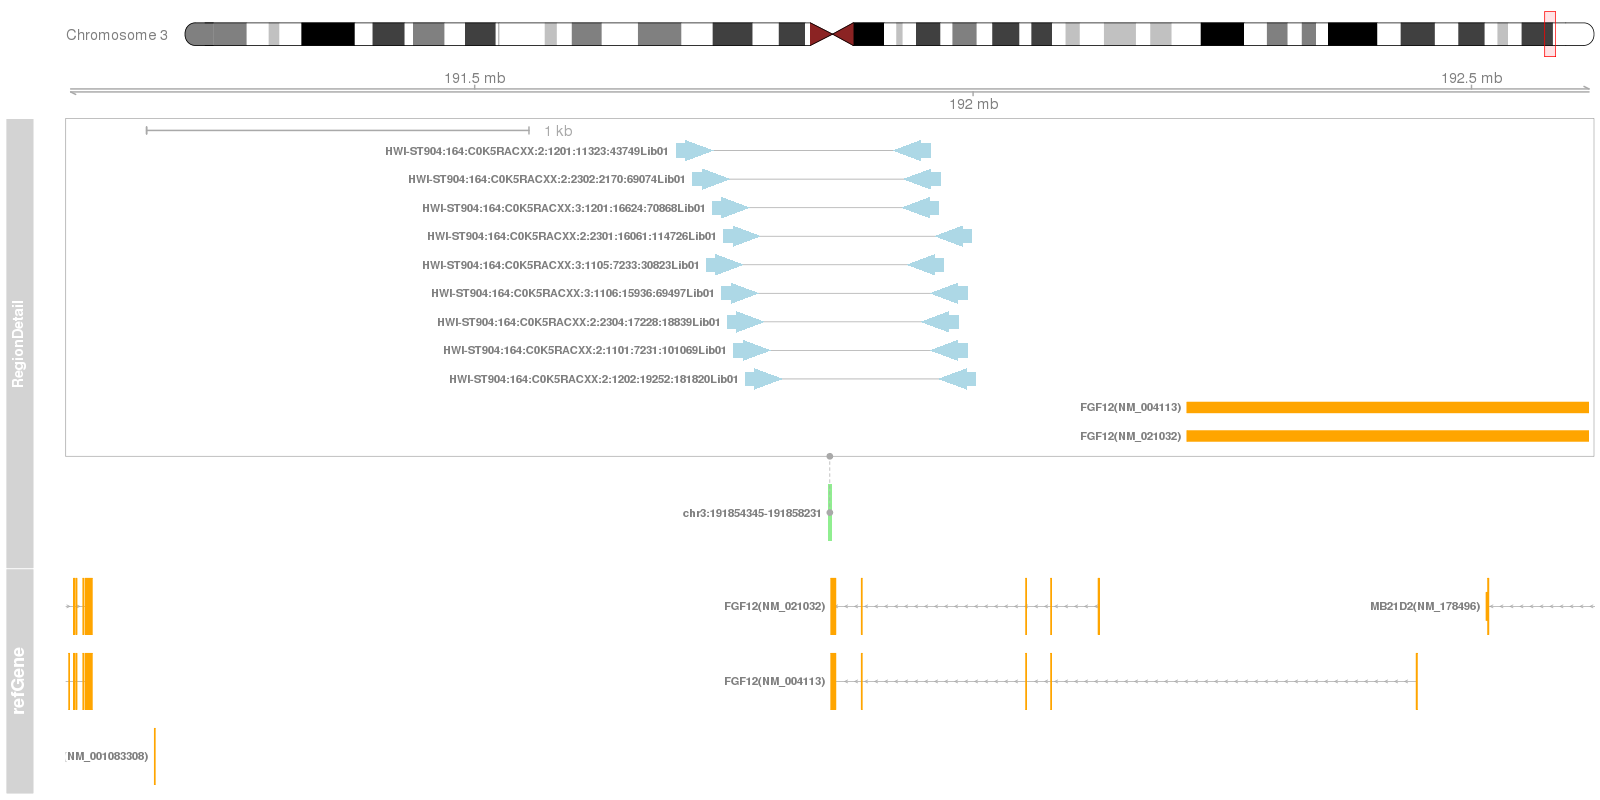 Chromosome 3
191.5 mb
192.5 mb
192 mb
1 kb
HWI-ST904:164:C0K5RACXX:2:1201:11323:43749Lib01
HWI-ST904:164:C0K5RACXX:2:2302:2170:69074Lib01
HWI-ST904:164:C0K5RACXX:3:1201:16624:70868Lib01
HWI-ST904:164:C0K5RACXX:2:2301:16061:114726Lib01
HWI-ST904:164:C0K5RACXX:3:1105:7233:30823Lib01
HWI-ST904:164:C0K5RACXX:3:1106:15936:69497Lib01
HWI-ST904:164:C0K5RACXX:2:2304:17228:18839Lib01
HWI-ST904:164:C0K5RACXX:2:1101:7231:101069Lib01
HWI-ST904:164:C0K5RACXX:2:1202:19252:181820Lib01
FGF12(NM_004113)
FGF12(NM_021032)
RegionDetail
chr3:191854345-191858231
FGF12(NM_021032)
MB21D2(NM_178496)
FGF12(NM_004113)
refGene
(NM_001083308)